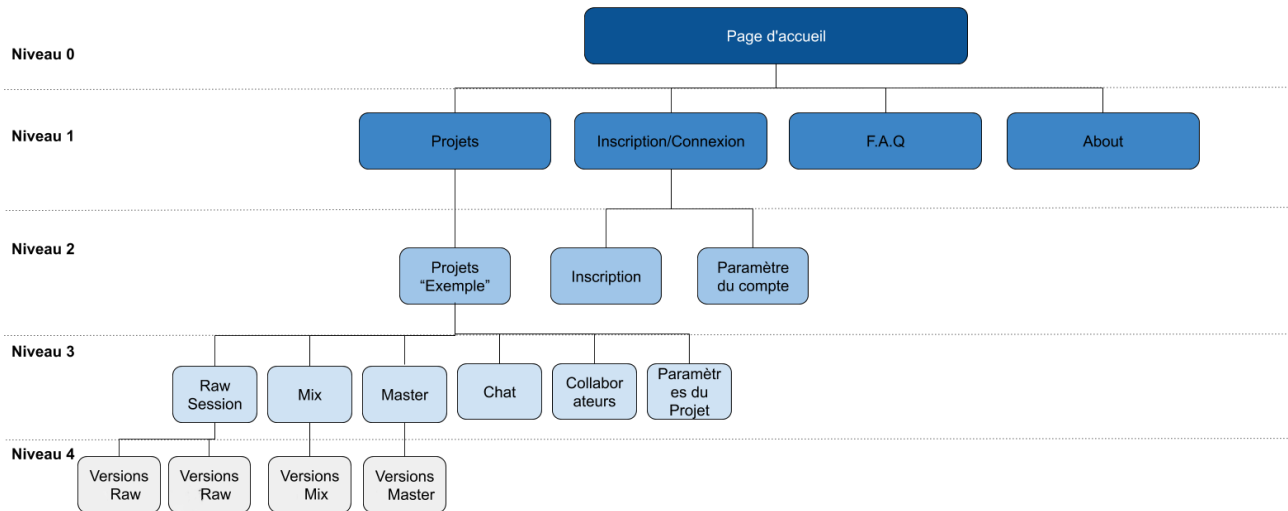 Page d'accueil
Niveau 0
Niveau 1
Projets
Inscription/Connexion
F.A.Q
About
Niveau 2
Projets
“Exemple”
Inscription
Paramètre
du compte
Niveau 3
Raw
Session
Mix
Master
Chat
Collabor
ateurs
Paramètr
es du
Projet
Niveau 4
Versions
Raw
Versions
Raw
Versions
Mix
Versions
Master